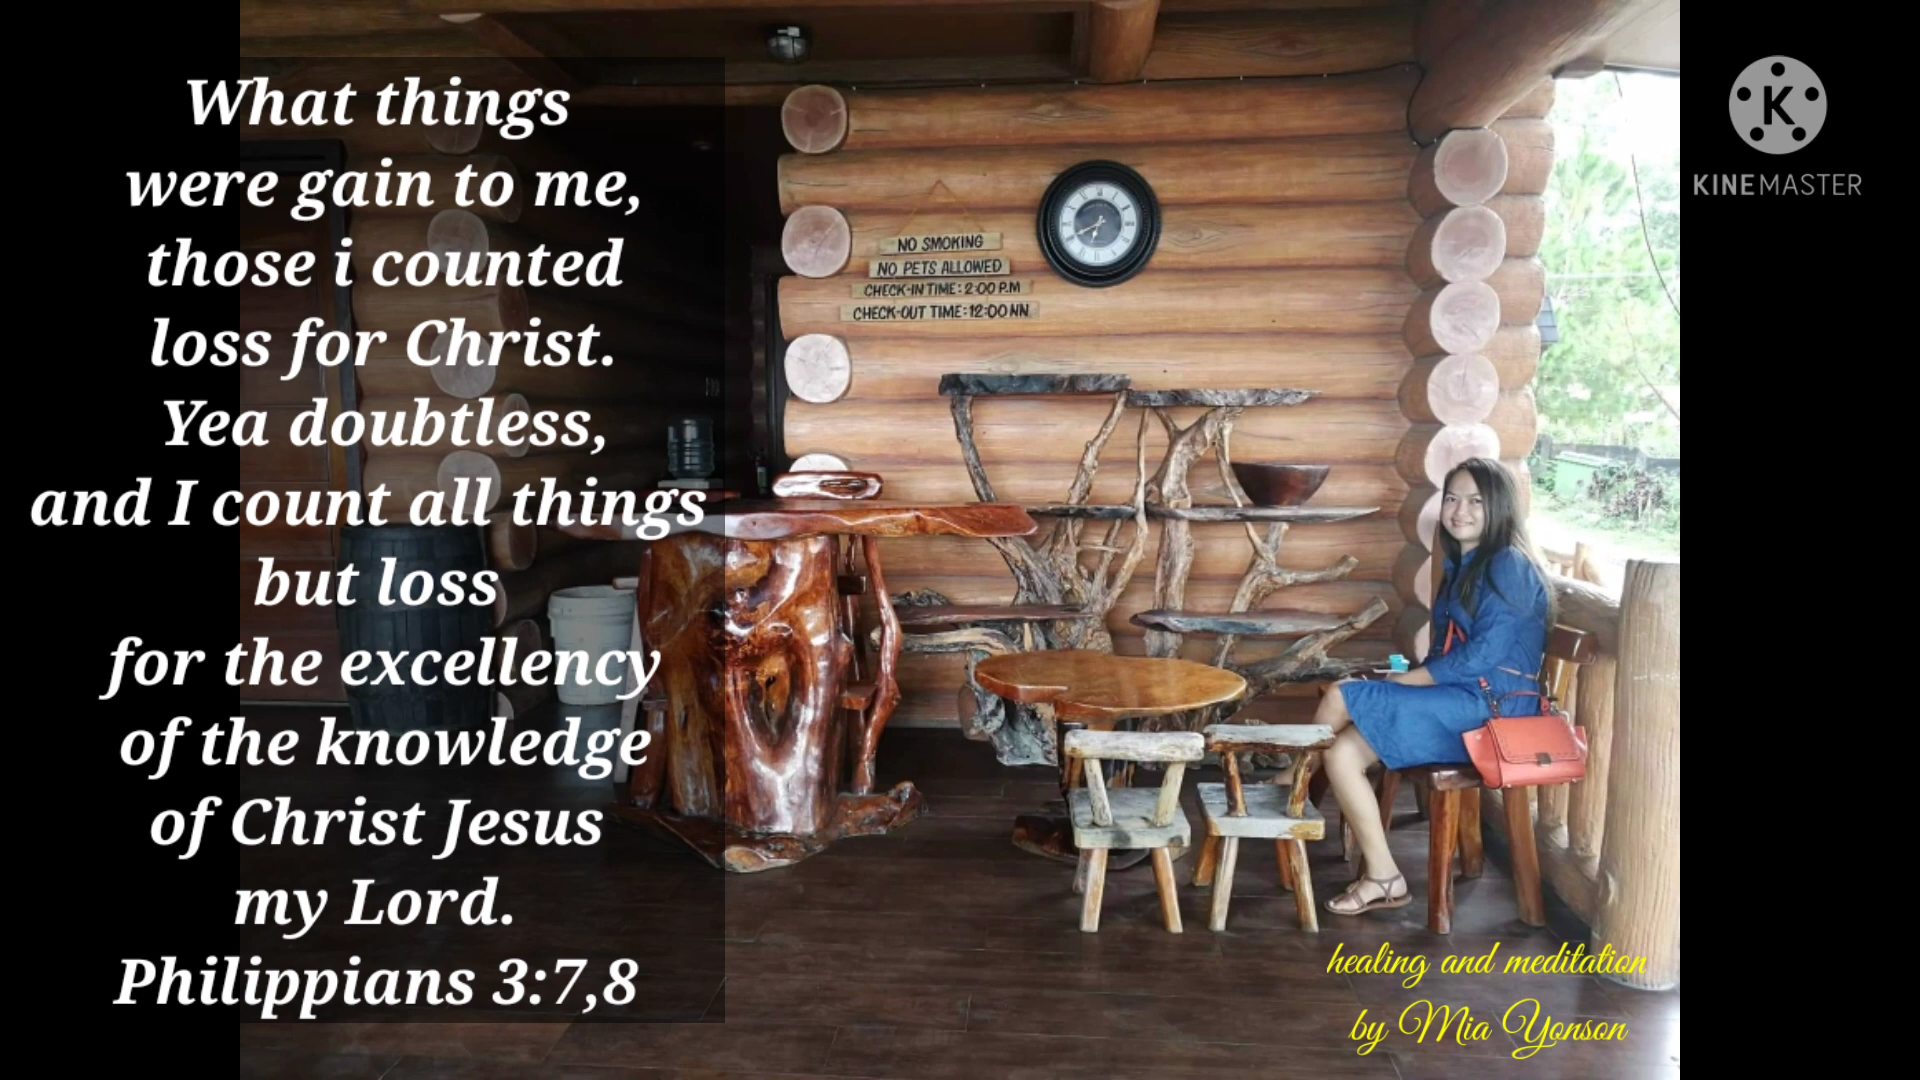 What things
were gain to me,
those i counted
loss for Christ.
Yea doubtless,
and I count all things
but loss
for the excellency
of the knowledge
of Christ Jesus
my Lord.
Philippians 3:7,8
NO SMOKING
NO PETS ALLOWED
CHECK-IN TIME: 2:00 P.M
CHECK-OUT TIME: 12:00 NN
K
KINEMASTER
healing and meditation
by Mia Yonson